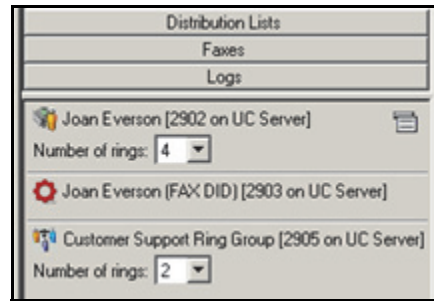 Distribution Lists
Faxes
Logs
Joan Everson [2902 on UC Server]
Number of rings: 4
Joan Everson (FAX DID) [2903 on UC Server]
Customer Support Ring Group [2905 on UC Server]
Number of rings: 2